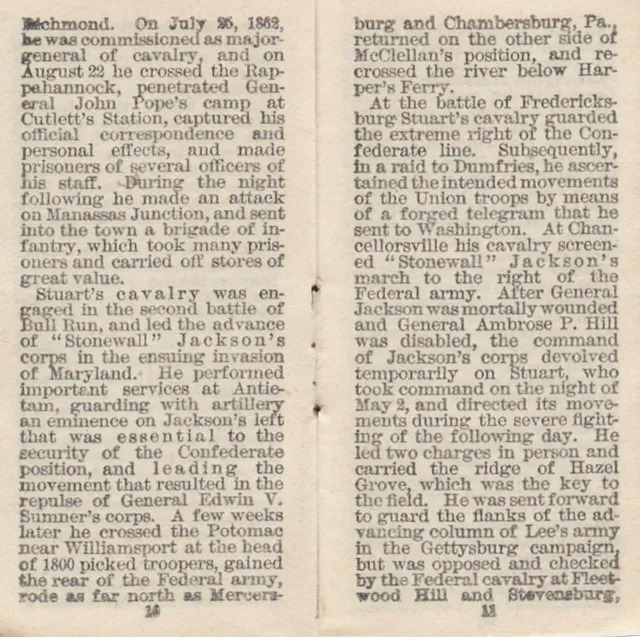 Richmond. On July 25, 1862,
he was commissioned as major-
general of cavalry, and on
August 22 he crossed the Rap-
pahannock, penetrated Gen-
eral John Pope's camp at
Cutlett's Station, captured his
official correspondence and
personal effects, and made
prisoners of several officers of
his staff. During the night
following he made an attack
on Manassas Junction, and sent
into the town a brigade of in-
fantry, which took many pris-
oners and carried off stores of
great value.
Stuart's cavalry was en-
gaged in the second battle of
Bull Run, and led the advance
of "Stonewall" Jackson's
corps in the ensuing invasion
of Maryland. He performed
important services at Antie-
tam, guarding with artillery
an eminence on Jackson's left
that was essential to the
security of the Confederate
position, and leading the
movement that resulted in the
repulse of General Edwin V.
Sumner's corps. A few weeks
later he crossed the Potomac
near Williamsport at the head
of 1800 picked troopers, gained
the rear of the Federal army,
rode as far north as Mercers-
10
burg and Chambersburg, Pa.,
returned on the other side of
McClellan's position, and re-
crossed the river below Har-
per's Ferry.
At the battle of Fredericks-
burg Stuart's cavalry guarded
the extreme right of the Con-
federate line. Subsequently,
in a raid to Dumfries, he ascer-
tained the intended movements
of the Union troops by means
of a forged telegram that he
sent to Washington. At Chan-
cellorsville his cavalry screen-
ed "Stonewall" Jackson's
march to the right of the
Federal army. After General
Jackson was mortally wounded
and General Ambrose P. Hill
was disabled, the command
of Jackson's corps devolved
temporarily on Stuart, who
took command on the night of
May 2, and directed its move-
ments during the severe fight-
ing of the following day. He
led two charges in person and
carried the ridge of Hazel
Grove, which was the key to
the field. He was sent forward
to guard the flanks of the ad-
vancing column of Lee's army
in the Gettysburg campaign,
but was opposed and checked
by the Federal cavalry at Fleet-
wood Hill and Stevensburg,
11